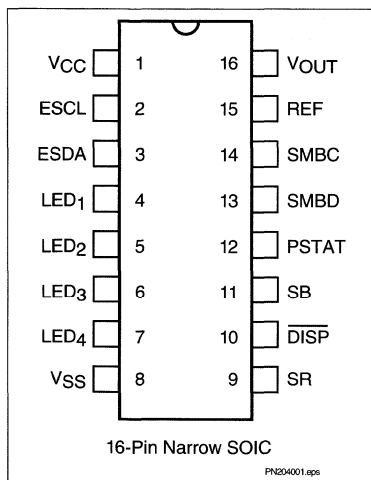 VCC 1 16 VOUT
ESCL 2 15 REF
ESDA 3 14 SMBC
LED1 4 13 SMBD
LED2 5 12 PSTAT
LED3 6 11 SB
LED4 7 10 DISP
VSS 8 9 SR
16-Pin Narrow SOIC
PN204001.eps